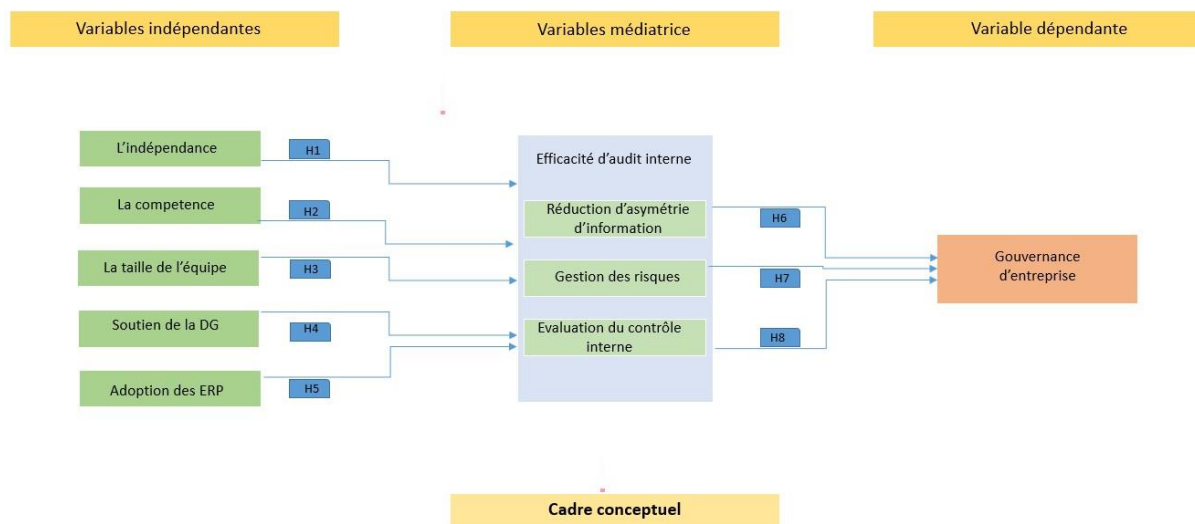 Variables indépendantes
Variables médiatrice
Variable dépendante
L'indépendance
H1
La competence
H2
La taille de l'équipe
H3
Soutien de la DG
H4
Adoption des ERP
H5
Efficacité d'audit interne
Réduction d'asymétrie
d'information
Gestion des risques
Evaluation du contrôle
interne
H6
H7
H8
Gouvernance
d'entreprise
Cadre conceptuel